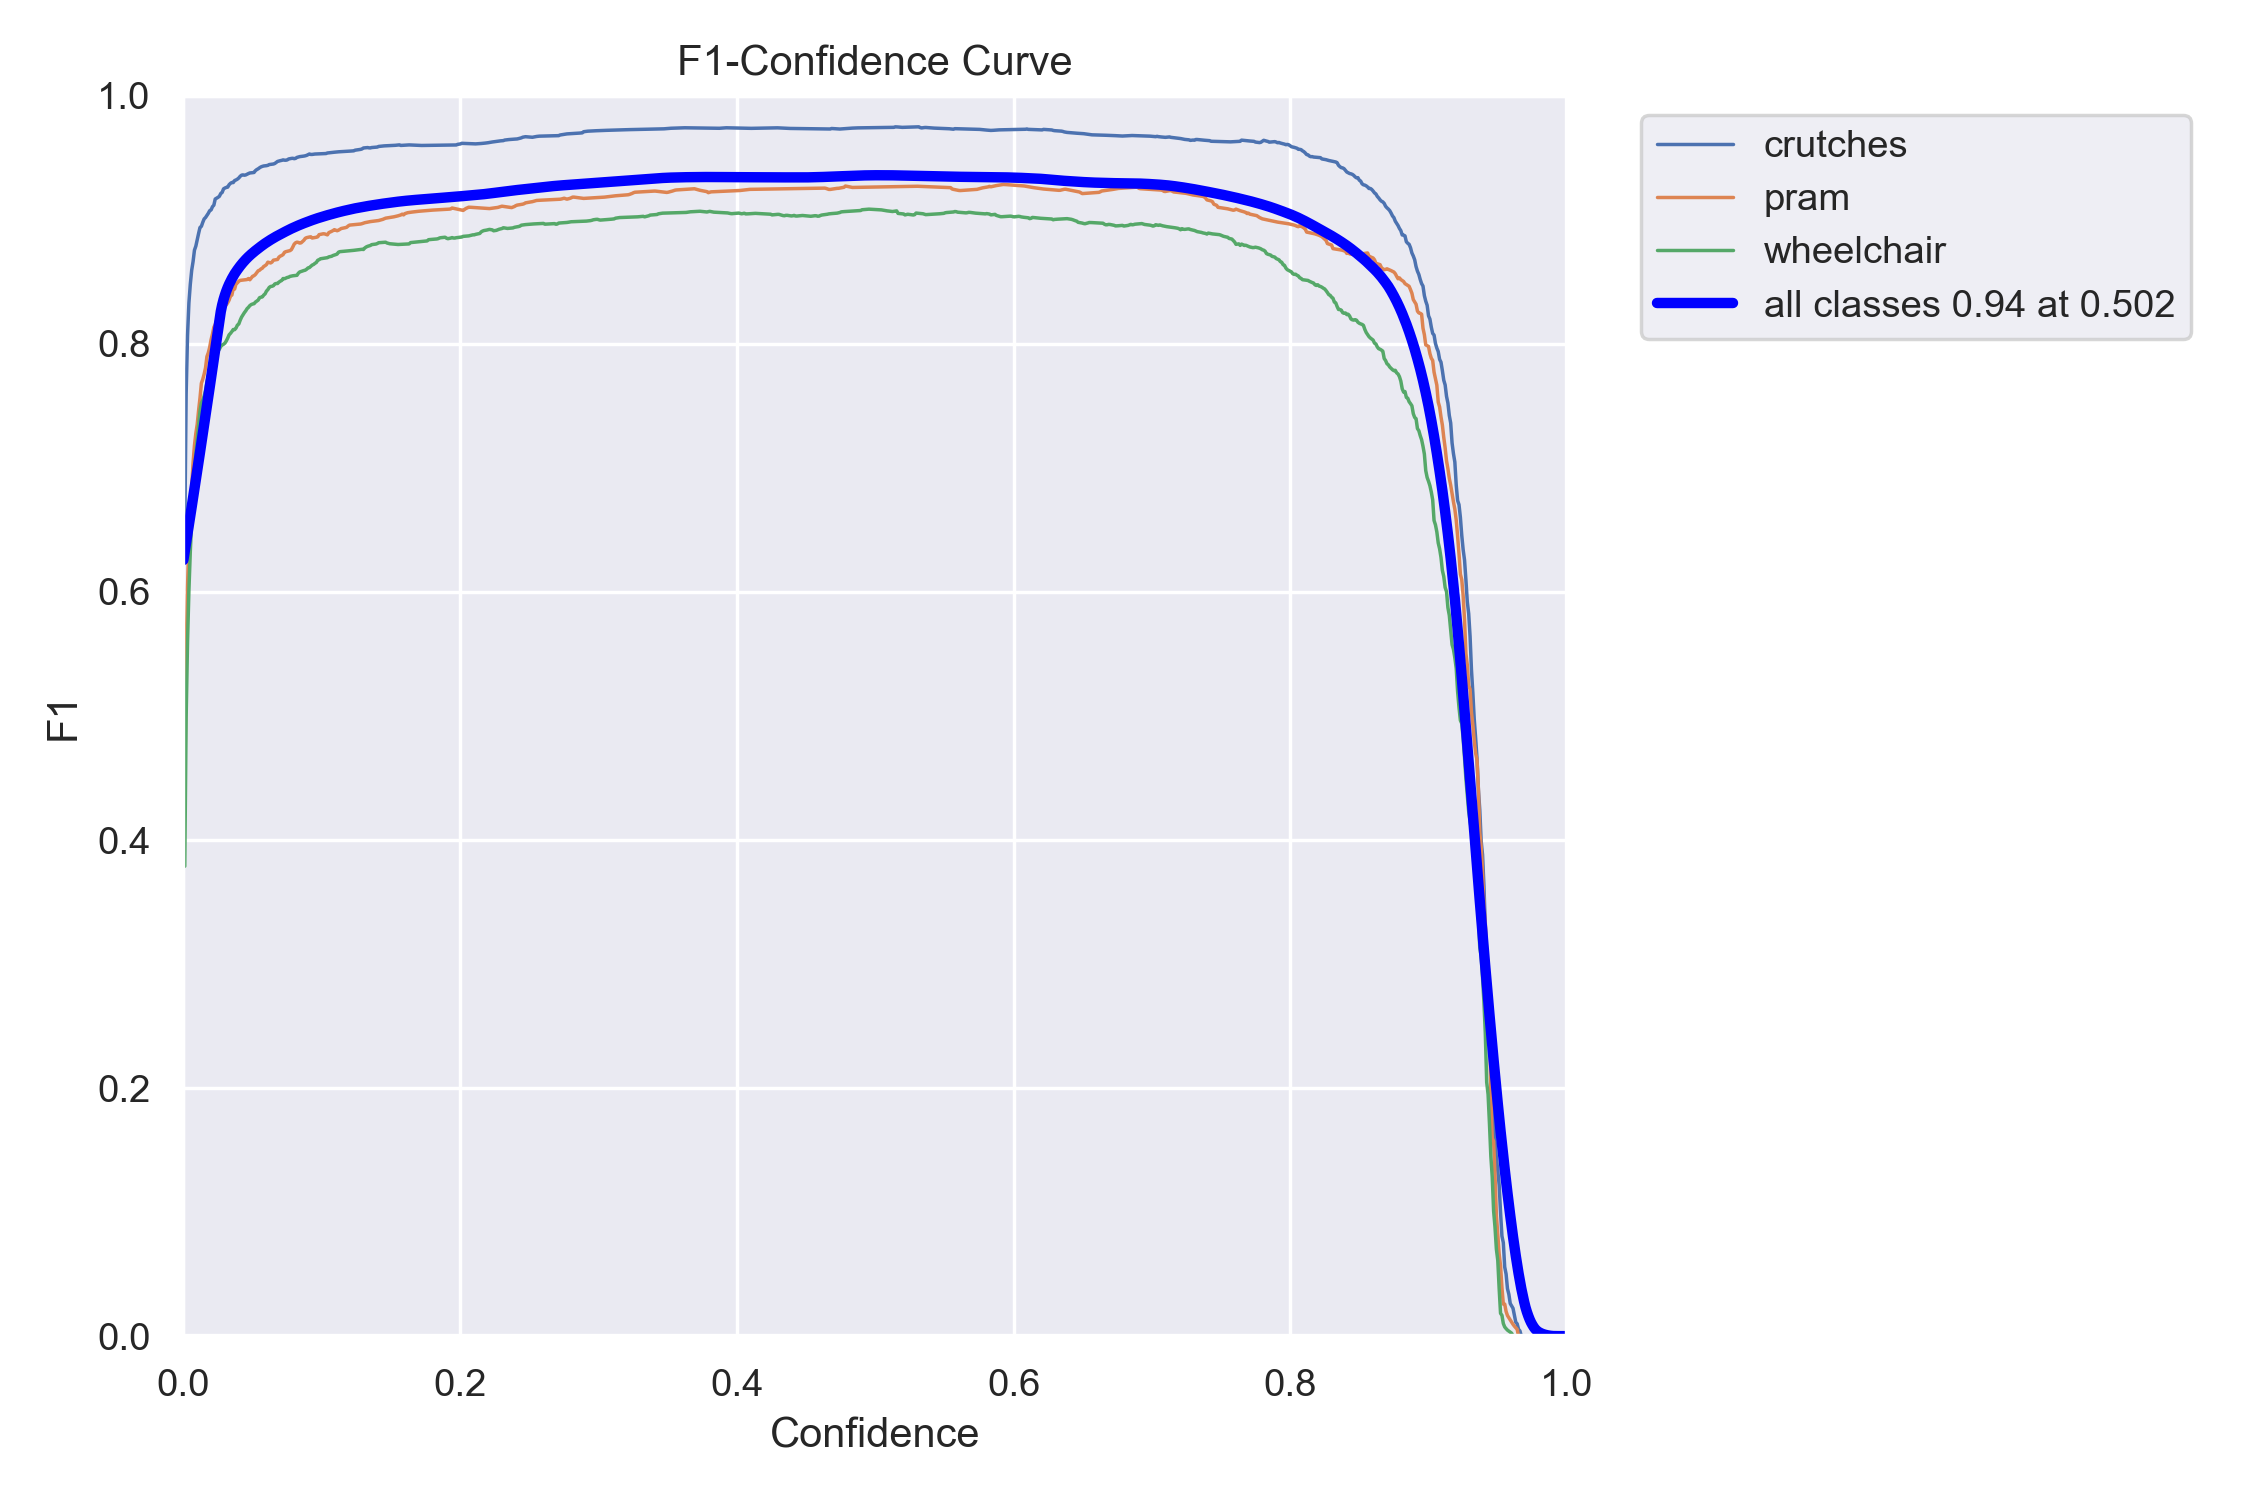 F1-Confidence Curve
1.0
0.8
0.6
0.4
0.2
0.0
F1
0.0 0.2 0.4 0.6 0.8 1.0
Confidence
crutches
pram
wheelchair
all classes 0.94 at 0.502